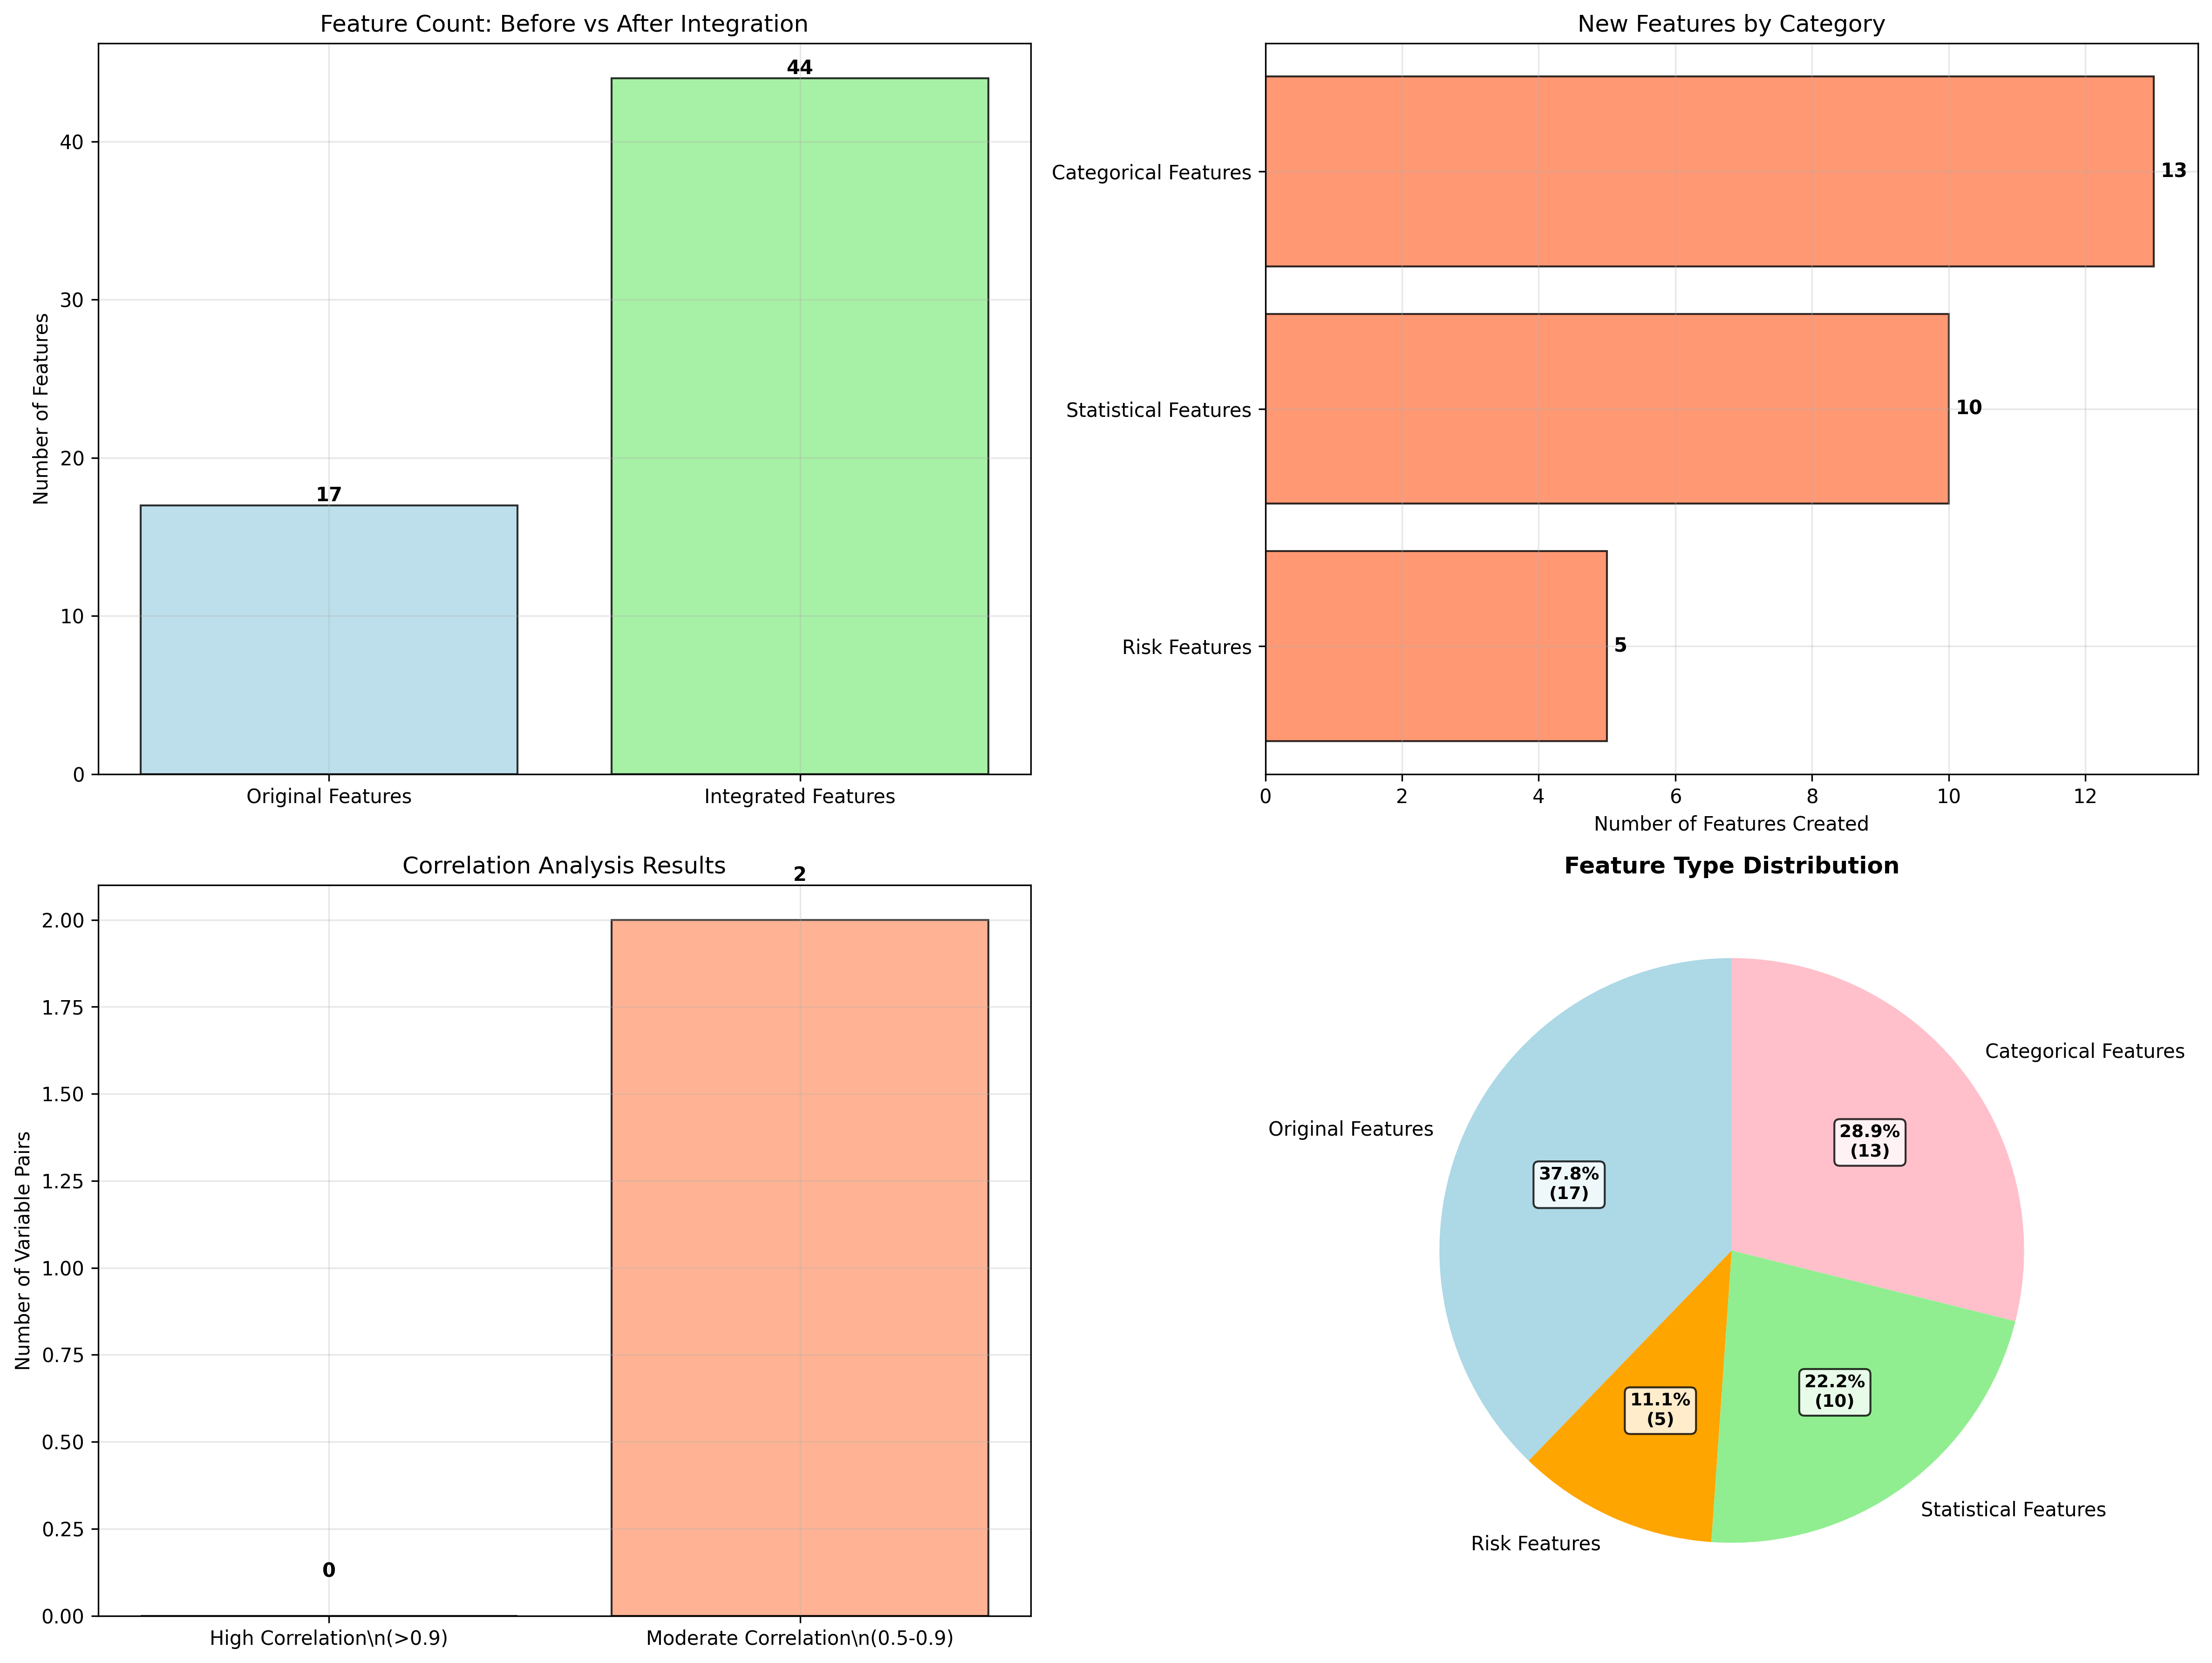 Feature Count: Before vs After Integration
Number of Features
40
30
20
10
0
44
17
Original Features
Integrated Features
New Features by Category
Categorical Features
13
Statistical Features
10
Risk Features
5
0 2 4 6 8 10 12
Number of Features Created
Correlation Analysis Results
2
Number of Variable Pairs
2.00
1.75
1.50
1.25
1.00
0.75
0.50
0.25
0.00
0
High Correlation\n(>0.9)
Moderate Correlation\n(0.5-0.9)
Feature Type Distribution
Categorical Features
28.9%
(13)
Original Features
37.8%
(17)
22.2%
(10)
11.1%
(5)
Statistical Features
Risk Features